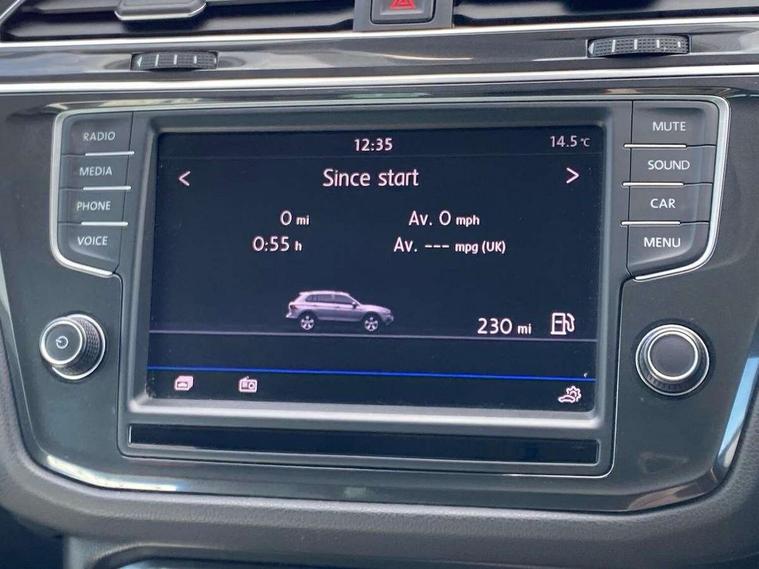 RADIO
MEDIA
PHONE
VOICE
12:35
14.5 °C
< Since start >
0 mi Av. 0 mph
0:55 h Av. --- mpg (UK)
230 mi
MUTE
SOUND
CAR
MENU